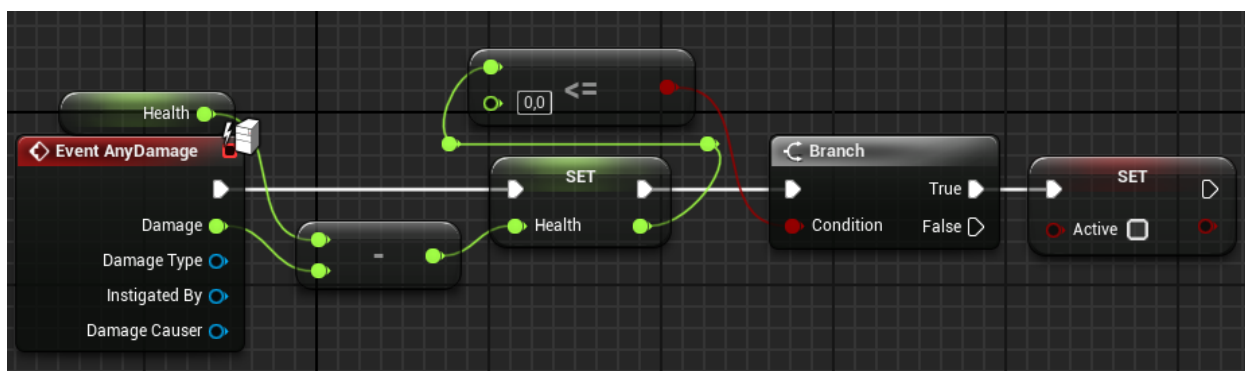 <=
0,0
Health
Event AnyDamage
Damage
Damage Type
Instigated By
Damage Causer
-
SET
Health
Branch
True
Condition
False
SET
Active